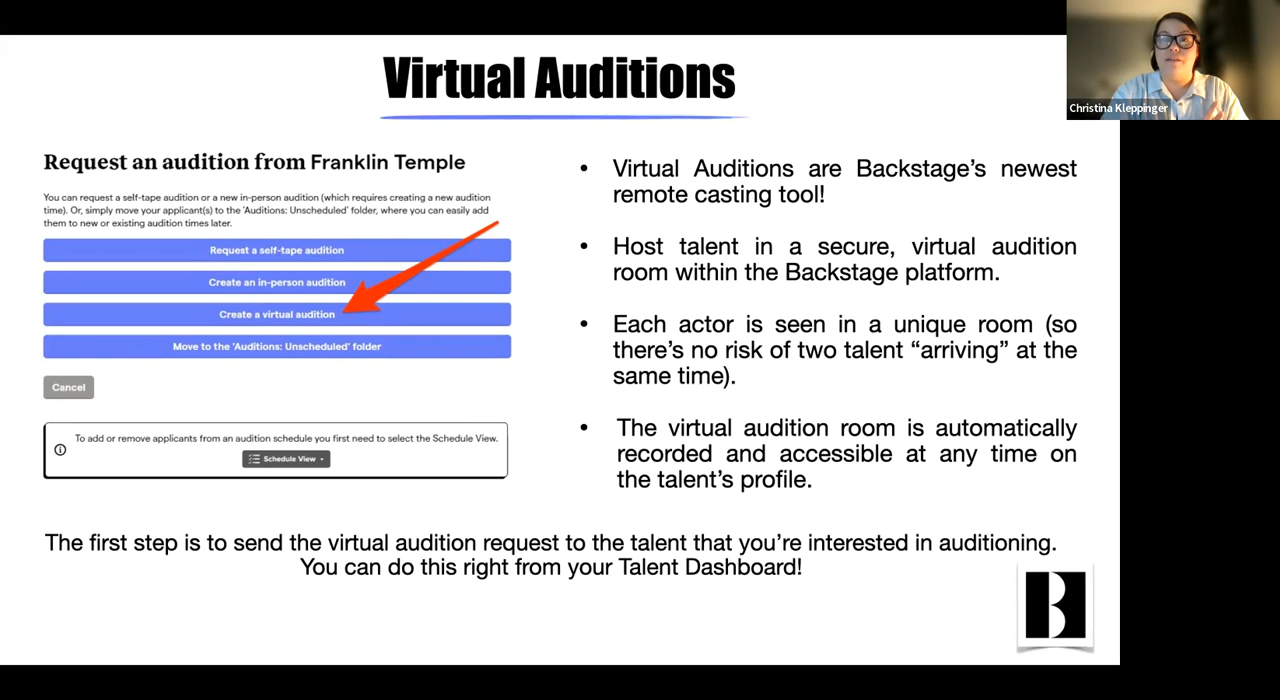 Virtual Auditions
Christina Kleppinger
Request an audition from Franklin Temple
You can request a self-tape audition or a new in-person audition (which requires creating a new audition
time). Or, simply move your applicant(s) to the 'Auditions: Unscheduled' folder, where you can easily add
them to new or existing audition times later.
Request a self-tape audition
Create an in-person audition
Create a virtual audition
Move to the 'Auditions: Unscheduled' folder
Cancel
To add or remove applicants from an audition schedule you first need to select the Schedule View.
Schedule View
• Virtual Auditions are Backstage’s newest
remote casting tool!
• Host talent in a secure, virtual audition
room within the Backstage platform.
• Each actor is seen in a unique room (so
there’s no risk of two talent “arriving” at the
same time).
• The virtual audition room is automatically
recorded and accessible at any time on
the talent’s profile.
The first step is to send the virtual audition request to the talent that you’re interested in auditioning.
You can do this right from your Talent Dashboard!
B